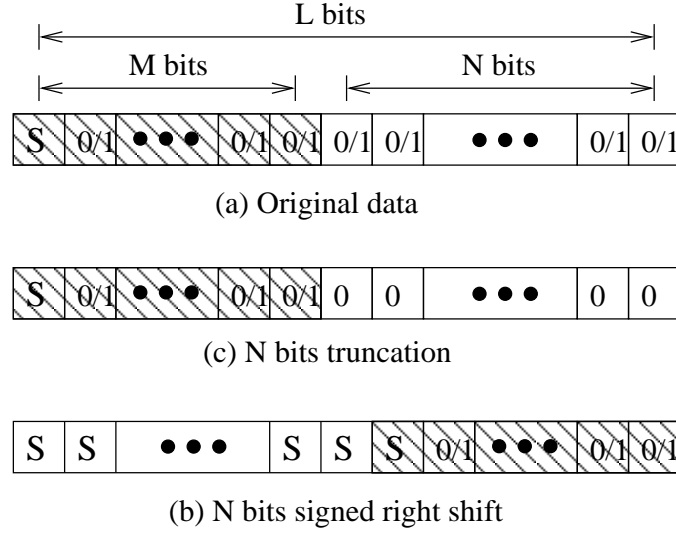 L bits
M bits N bits
S 0/1 ••• 0/1 0/1 0/1 0/1 ••• 0/1 0/1
(a) Original data
S 0/1 ••• 0/1 0/1 0 0 ••• 0 0
(c) N bits truncation
S S ••• S S S 0/1 ••• 0/1 0/1
(b) N bits signed right shift